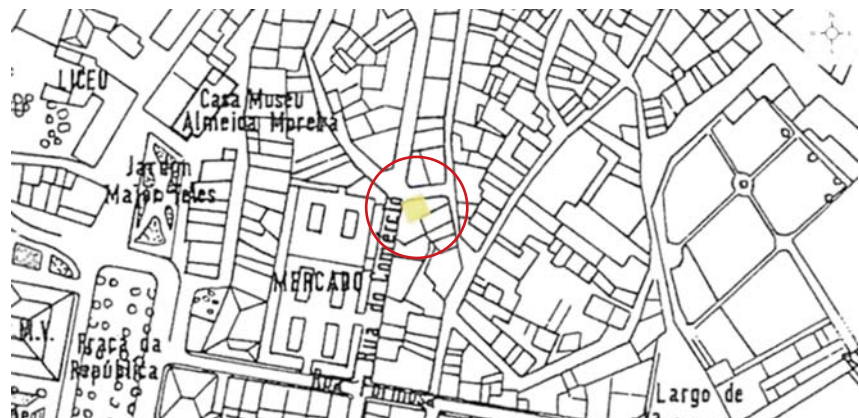 LICEU
Casa Museu
Almeida Moreira
Jardim
Major Teles
MERCADO
Rua do Comércio
M.V.
Praça da
República
Rua Formosa
Largo de